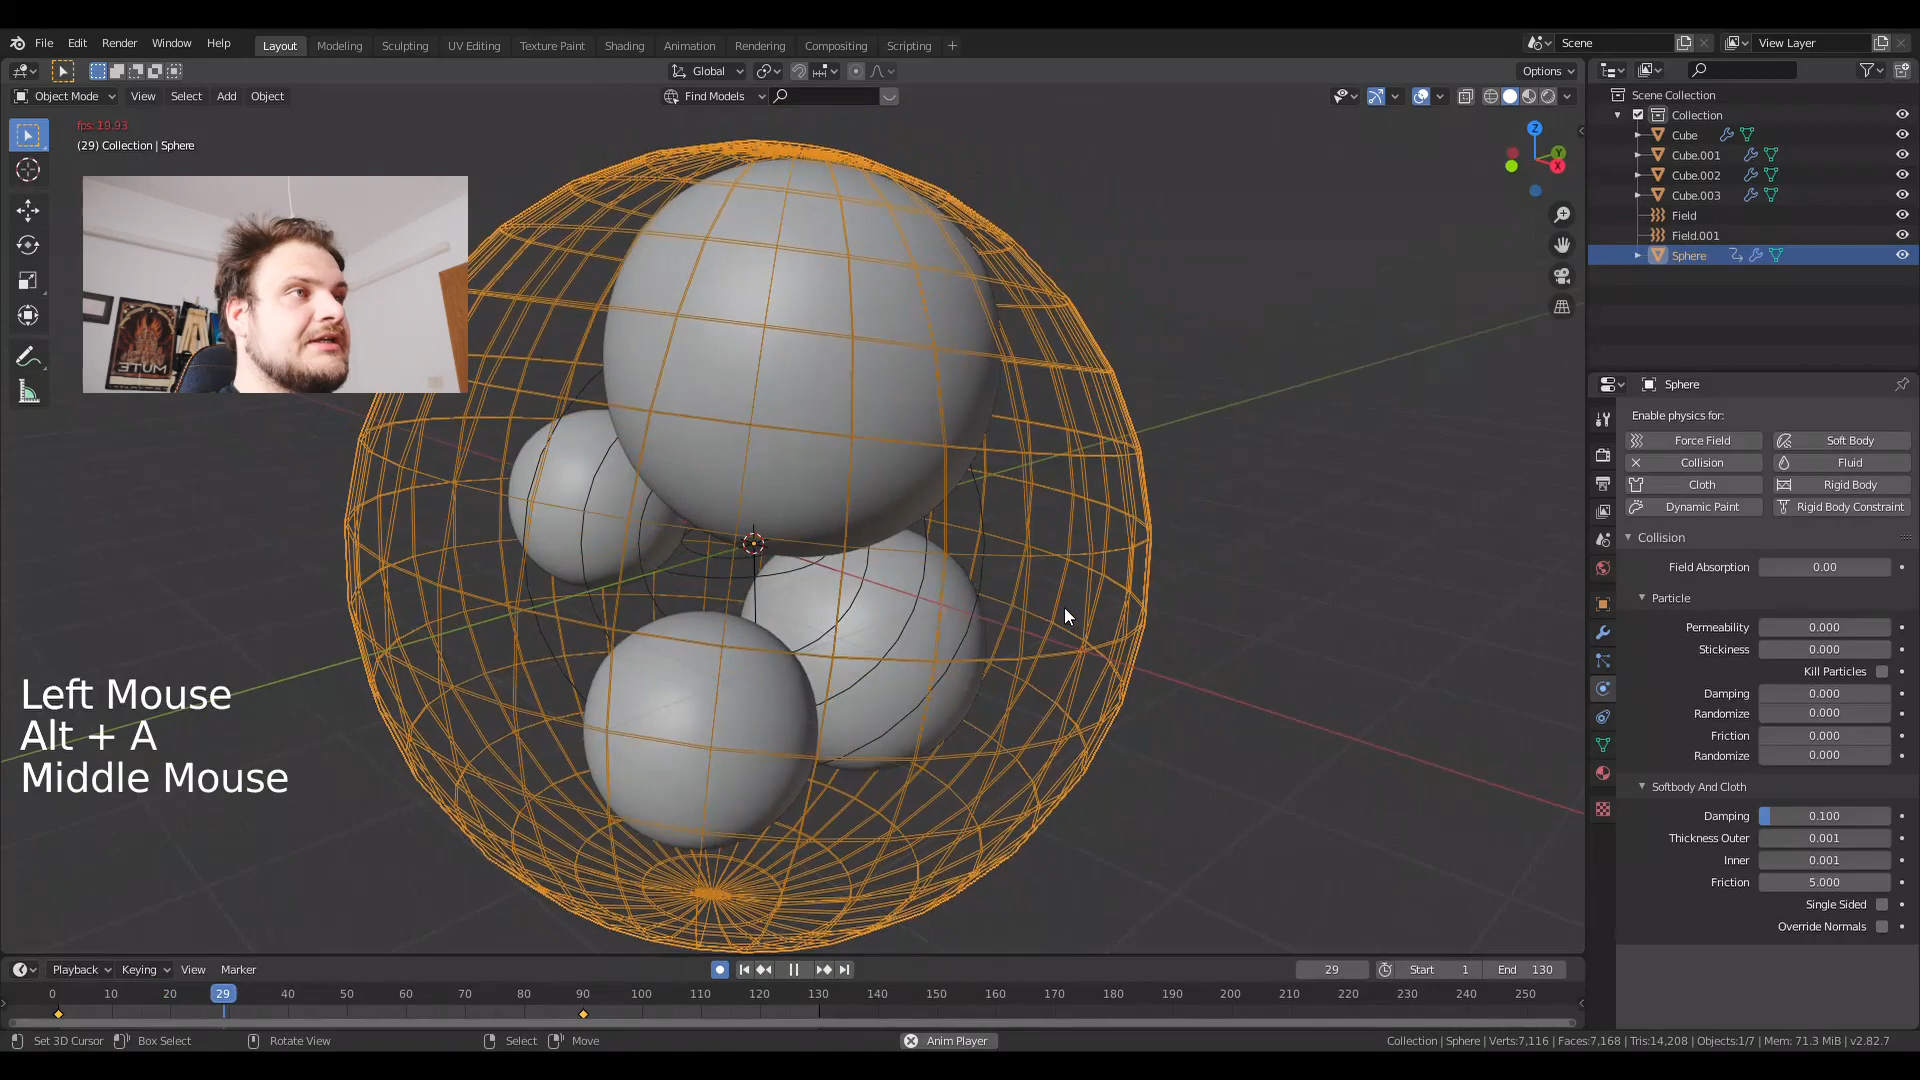 File Edit Render Window Help
Layout Modeling Sculpting UV Editing Texture Paint Shading Animation Rendering Compositing Scripting +
Scene
View Layer
Global
Options
Object Mode View Select Add Object
Find Models
fps: 19.93
(29) Collection | Sphere
Z
Y
X
MUTE
Left Mouse
Alt + A
Middle Mouse
Scene Collection
Collection
Cube
Cube.001
Cube.002
Cube.003
Field
Field.001
Sphere
Sphere
Enable physics for:
Force Field Soft Body
Collision Fluid
Cloth Rigid Body
Dynamic Paint Rigid Body Constraint
Collision
Field Absorption 0.00
Particle
Permeability 0.000
Stickiness 0.000
Kill Particles
Damping 0.000
Randomize 0.000
Friction 0.000
Randomize 0.000
Softbody And Cloth
Damping 0.100
Thickness Outer 0.001
Inner 0.001
Friction 5.000
Single Sided
Override Normals
Playback Keying View Marker
29 Start 1 End 130
0 10 20 29 40 50 60 70 80 90 100 110 120 130 140 150 160 170 180 190 200 210 220 230 240 250
Set 3D Cursor Box Select Rotate View Select Move
Anim Player
Collection | Sphere | Verts:7,116 | Faces:7,168 | Tris:14,208 | Objects:1/7 | Mem: 71.3 MiB | v2.82.7